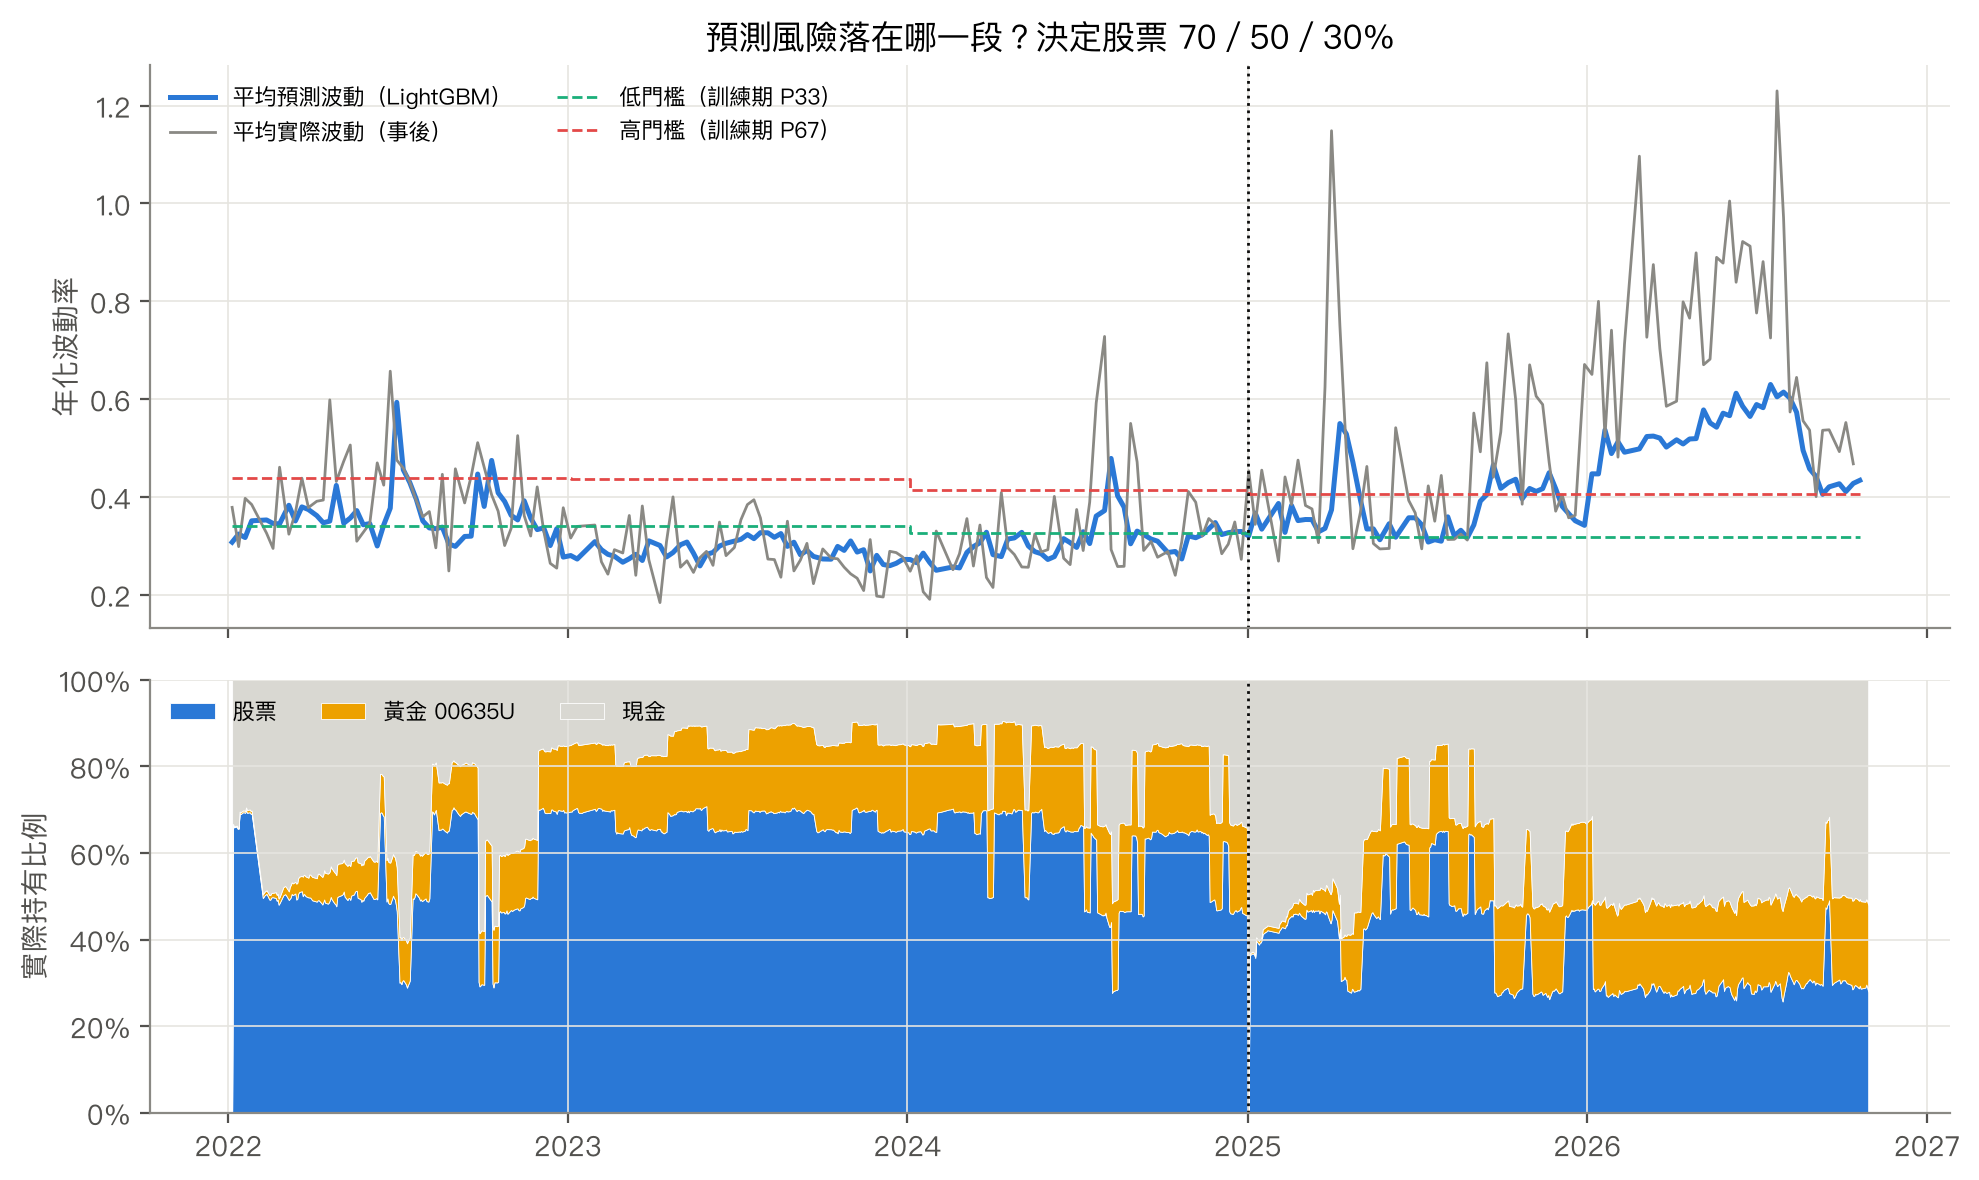 預測風險落在哪一段？決定股票 70 / 50 / 30%
平均預測波動（LightGBM）
平均實際波動（事後）
低門檻（訓練期 P33）
高門檻（訓練期 P67）
年化波動率
1.2
1.0
0.8
0.6
0.4
0.2
股票
黃金 00635U
現金
實際持有比例
100%
80%
60%
40%
20%
0%
2022
2023
2024
2025
2026
2027